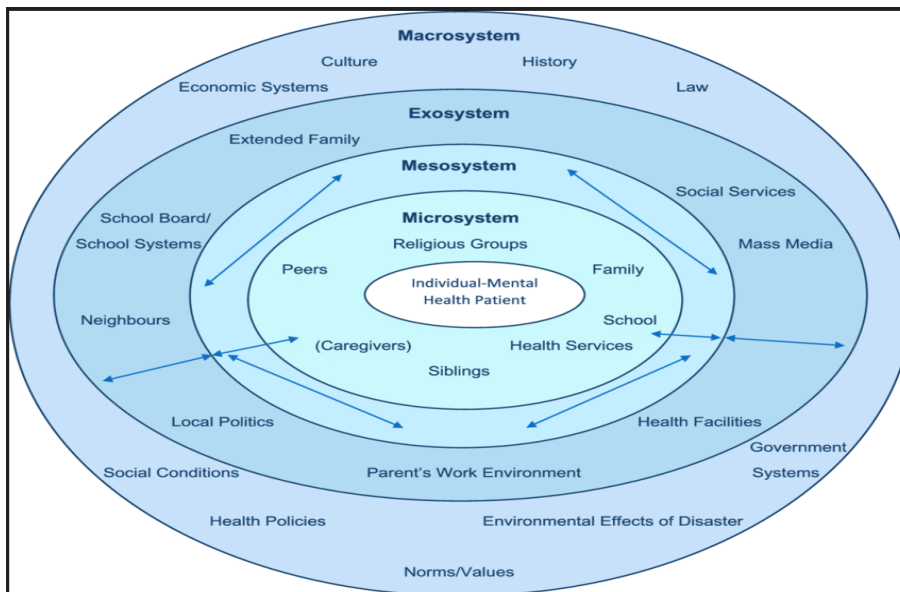 Macrosystem
Culture
History
Economic Systems
Law
Exosystem
Extended Family
Mesosystem
Social Services
School Board/
School Systems
Microsystem
Religious Groups
Mass Media
Peers
Family
Individual-Mental
Health Patient
Neighbours
School
(Caregivers)
Health Services
Siblings
Local Politics
Health Facilities
Government
Systems
Social Conditions
Parent's Work Environment
Health Policies
Environmental Effects of Disaster
Norms/Values